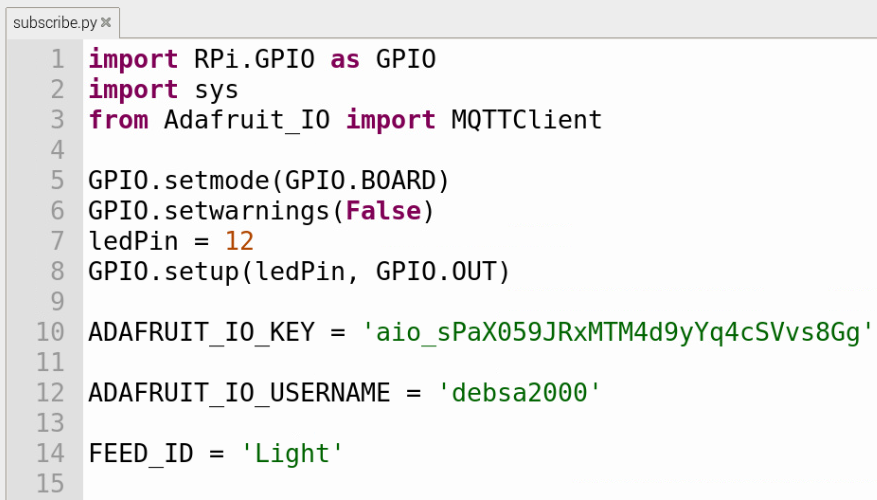 subscribe.py
1 import RPi.GPIO as GPIO
2 import sys
3 from Adafruit_IO import MQTTClient
4
5 GPIO.setmode(GPIO.BOARD)
6 GPIO.setwarnings(False)
7 ledPin = 12
8 GPIO.setup(ledPin, GPIO.OUT)
9
10 ADAFRUIT_IO_KEY = 'aio_sPaX059JRxMTM4d9yYq4cSVvs8Gg'
11
12 ADAFRUIT_IO_USERNAME = 'debsa2000'
13
14 FEED_ID = 'Light'
15